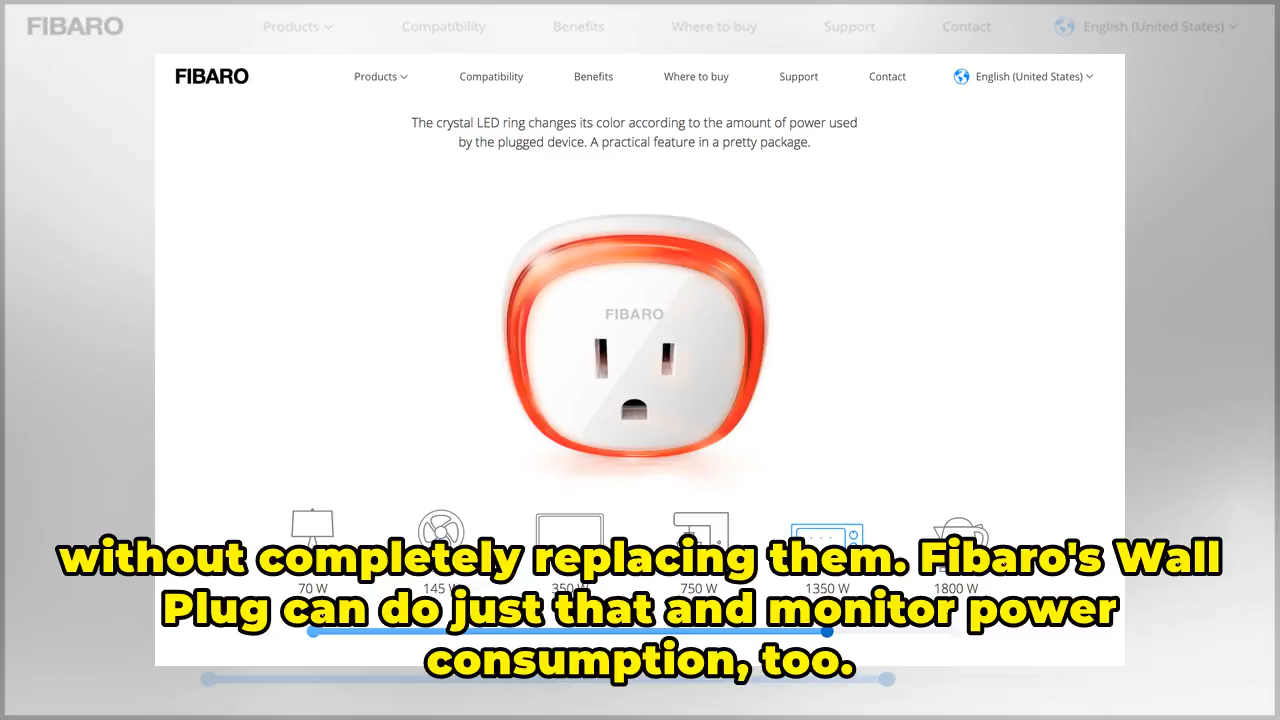 FIBARO Products Compatibility Benefits Where to buy Support Contact English (United States)
FIBARO Products Compatibility Benefits Where to buy Support Contact English (United States)
The crystal LED ring changes its color according to the amount of power used
by the plugged device. A practical feature in a pretty package.
FIBARO
without completely replacing them. Fibaro's Wall
70 W 145 W 350 W 750 W 1350 W 1800 W
Plug can do just that and monitor power
consumption, too.